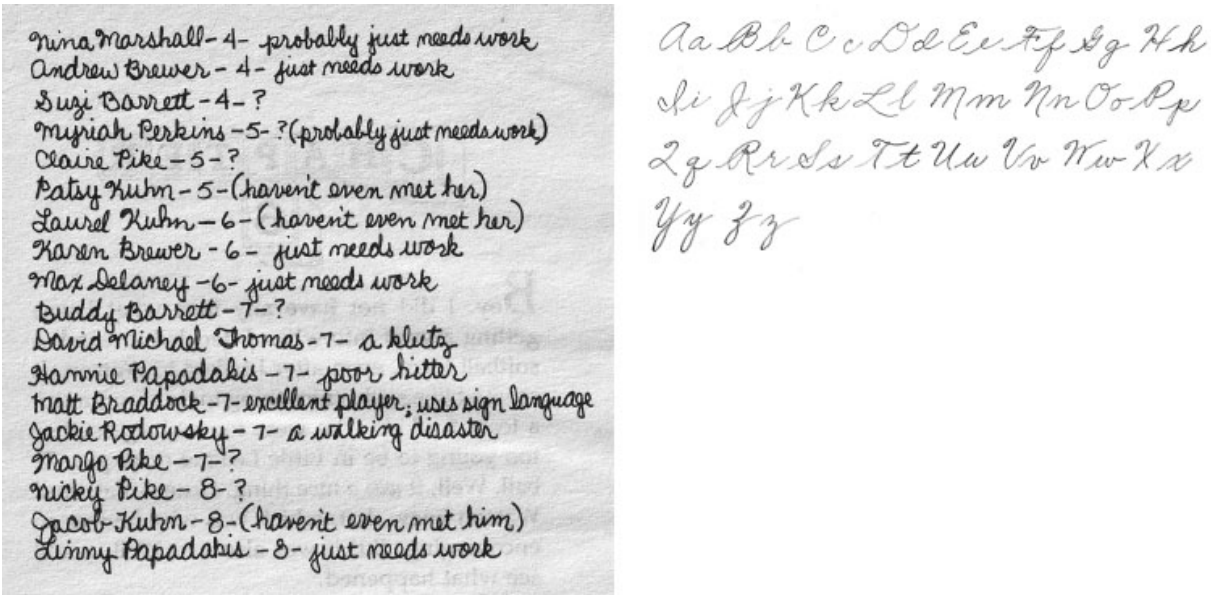 Nina Marshall - 4 - probably just needs work
Andrew Brewer - 4 - just needs work
Suzi Barrett - 4 - ?
Myriah Perkins - 5 - ? (probably just needs work)
Claire Pike - 5 - ?
Patsy Kuhn - 5 - (haven't even met her)
Laurel Kuhn - 6 - (haven't even met her)
Karen Brewer - 6 - just needs work
Max Delaney - 6 - just needs work
Buddy Barrett - 7 - ?
David Michael Thomas - 7 - a klutz
Hannie Papadakis - 7 - poor hitter
Matt Braddock - 7 - excellent player, uses sign language
Jackie Rodowsky - 7 - a walking disaster
Margo Pike - 7 - ?
Nicky Pike - 8 - ?
Jacob Kuhn - 8 - (haven't even met him)
Linny Papadakis - 8 - just needs work
Aa Bb Cc Dd Ee Ff Gg Hh
Ii Jj Kk Ll Mm Nn Oo Pp
Qq Rr Ss Tt Uu Vv Ww Xx
Yy Zz